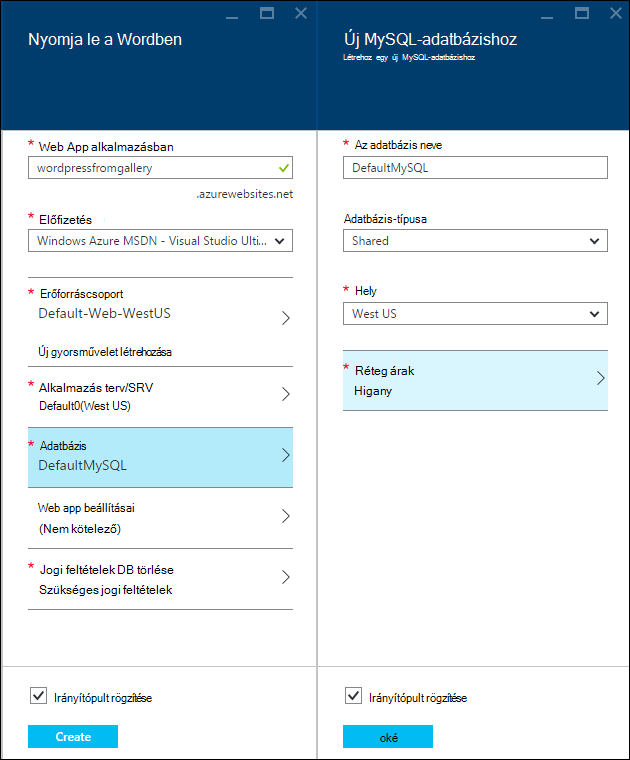 Nyomja le a Wordben
* Web App alkalmazásban
wordpressfromgallery
.azurewebsites.net
* Előfizetés
Windows Azure MSDN - Visual Studio Ulti...
* Erőforráscsoport
Default-Web-WestUS
Új gyorsművelet létrehozása
* Alkalmazás terv/SRV
Default0(West US)
* Adatbázis
DefaultMySQL
Web app beállításai
(Nem kötelező)
* Jogi feltételek DB törlése
Szükséges jogi feltételek
Irányítópult rögzítése
Create
Új MySQL-adatbázishoz
Létrehoz egy új MySQL-adatbázishoz
* Az adatbázis neve
DefaultMySQL
Adatbázis-típusa
Shared
* Hely
West US
* Réteg árak
Higany
Irányítópult rögzítése
oké